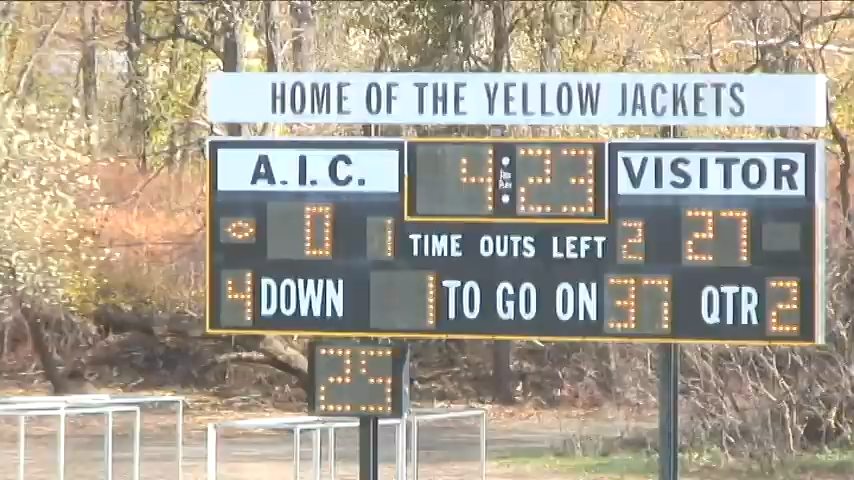 HOME OF THE YELLOW JACKETS
A.I.C. 4:23 VISITOR
0 1 TIME OUTS LEFT 2 27
4 DOWN 1 TO GO ON 37 QTR 2
25